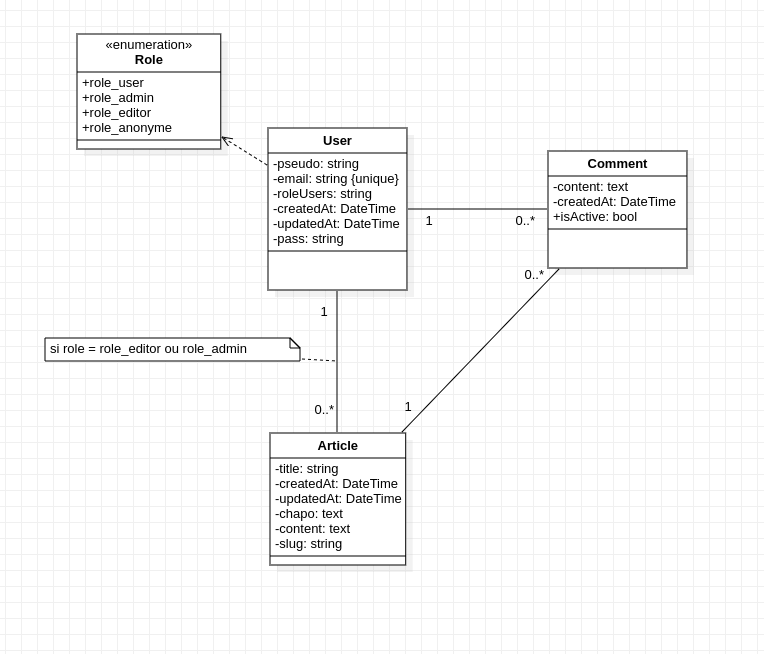 «enumeration»
Role
+role_user
+role_admin
+role_editor
+role_anonyme
User
-pseudo: string
-email: string {unique}
-roleUsers: string
-createdAt: DateTime
-updatedAt: DateTime
-pass: string
Comment
-content: text
-createdAt: DateTime
+isActive: bool
1
0..*
0..*
1
si role = role_editor ou role_admin
0..*
1
Article
-title: string
-createdAt: DateTime
-updatedAt: DateTime
-chapo: text
-content: text
-slug: string